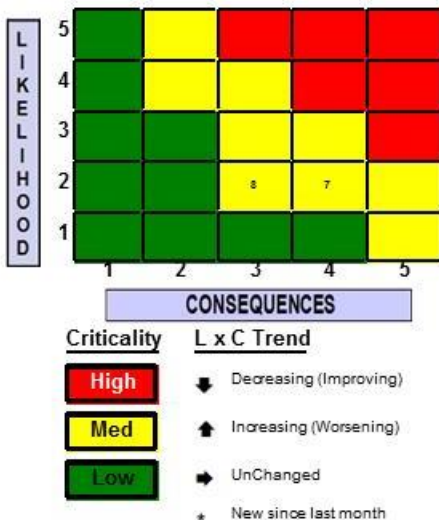 LIKELIHOOD
5
4
3
2 8 7
1
1 2 3 4 5
CONSEQUENCES
Criticality L x C Trend
High Decreasing (Improving)
Med Increasing (Worsening)
Low UnChanged
* New since last month